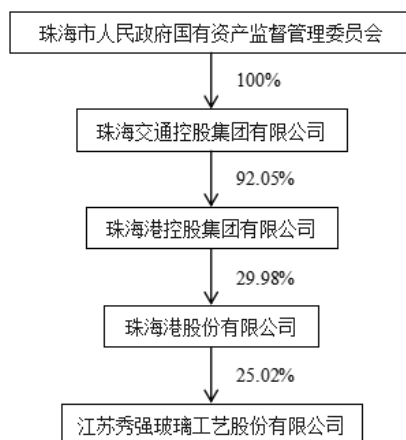 珠海市人民政府国有资产监督管理委员会
100%
珠海交通控股集团有限公司
92.05%
珠海港控股集团有限公司
29.98%
珠海港股份有限公司
25.02%
江苏秀强玻璃工艺股份有限公司